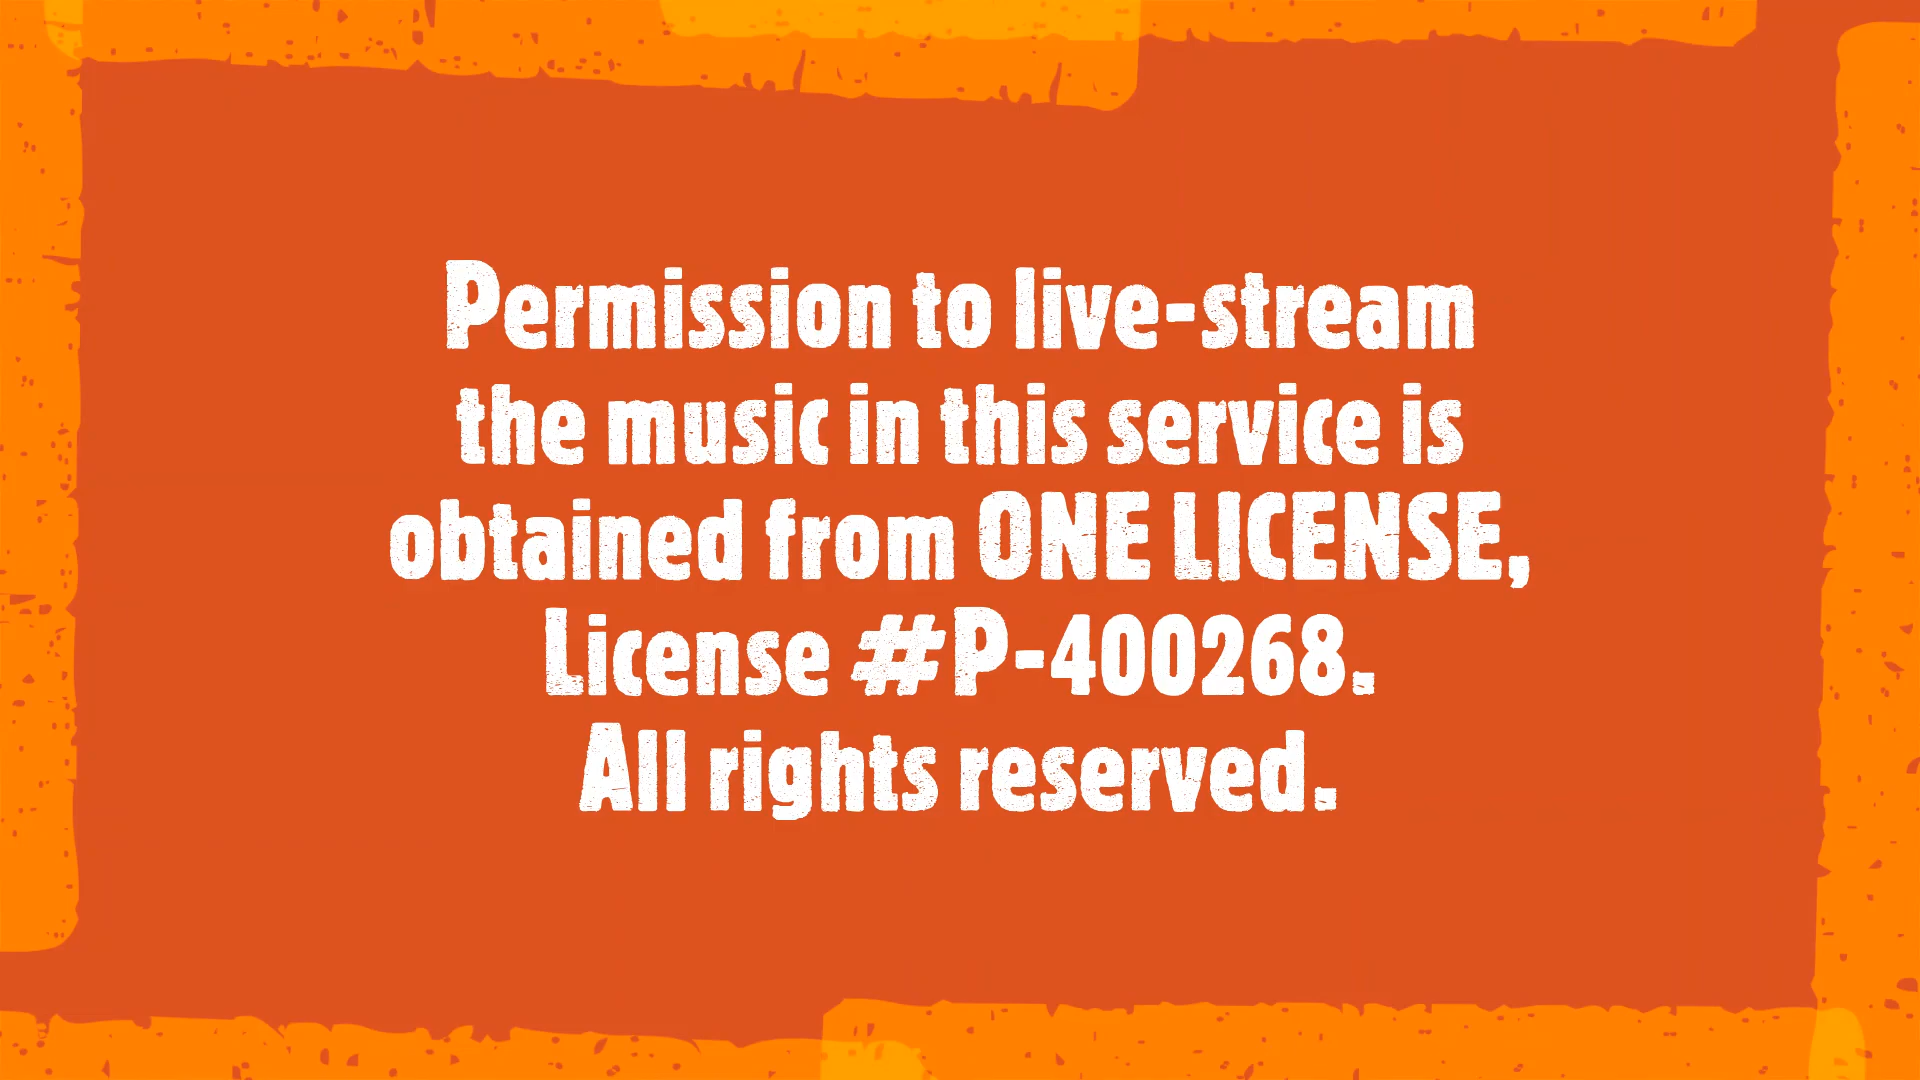 Permission to live-stream
the music in this service is
obtained from ONE LICENSE,
License #P-400268.
All rights reserved.